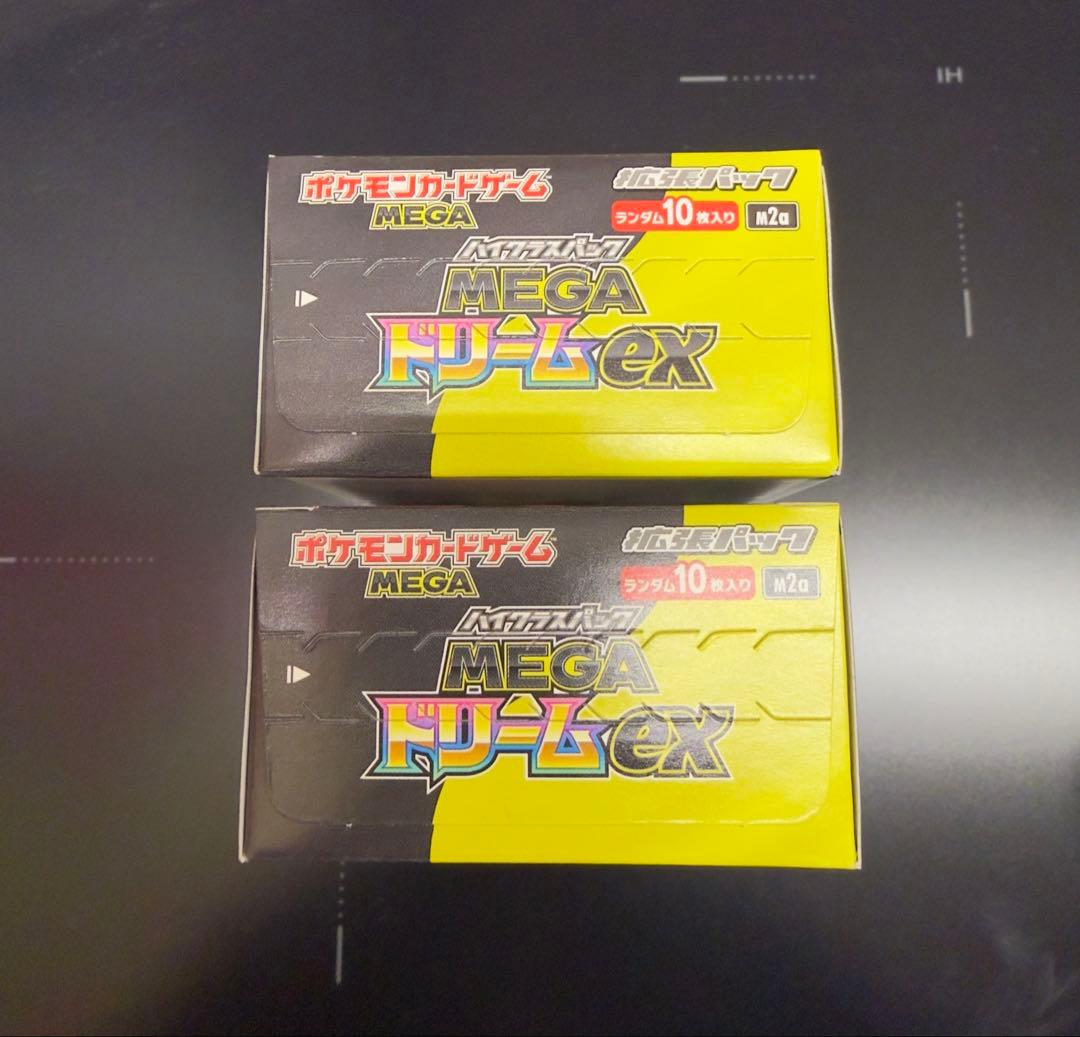 IH
ポケモンカードゲーム
MEGA
拡張パック
ランダム10枚入り M2a
ハイクラスパック
MEGA
ドリームex
ポケモンカードゲーム
MEGA
拡張パック
ランダム10枚入り M2a
ハイクラスパック
MEGA
ドリームex